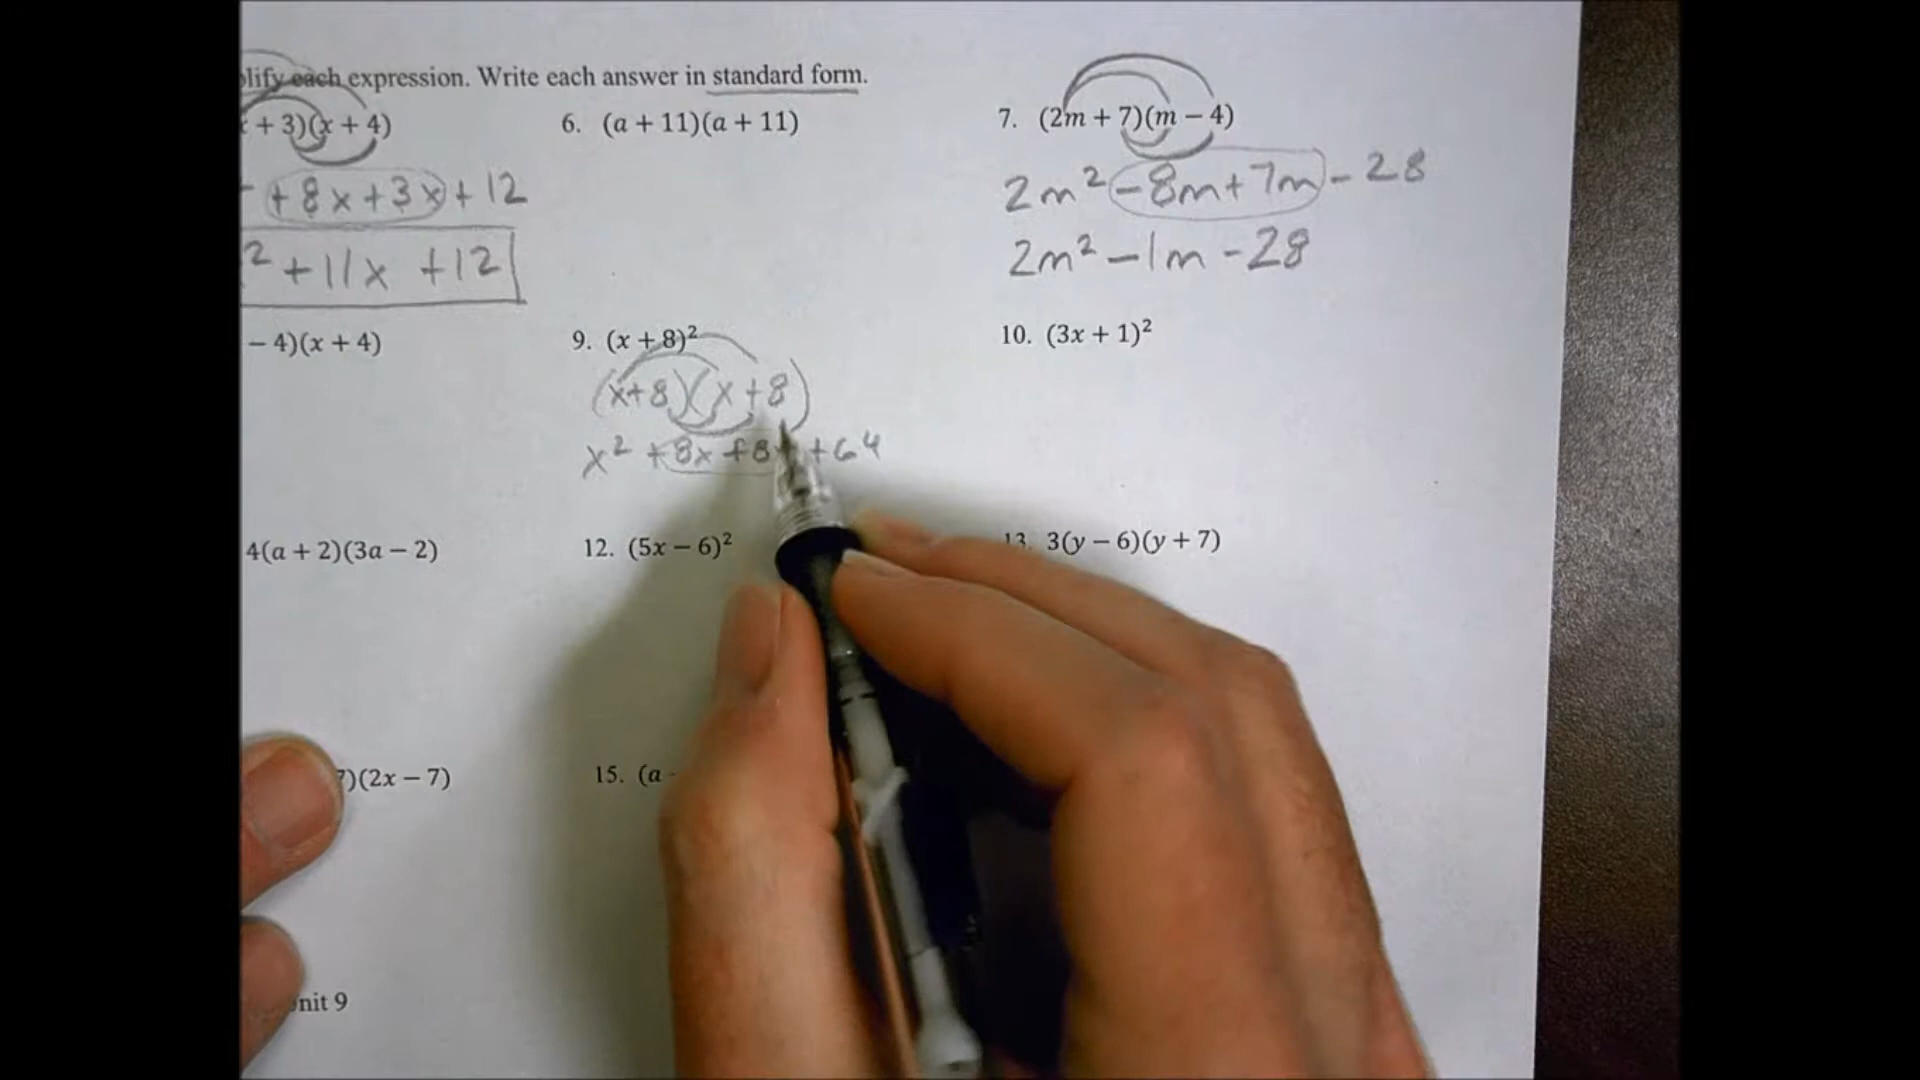 each expression. Write each answer in standard form.
+ 3)(x + 4)
+8x+3x+12
2 +11x +12
6. (a + 11)(a + 11)
7. (2m + 7)(m − 4)
2m² −8m+7m −28
2m² −1m −28
− 4)(x + 4)
9. (x + 8)²
(x+8)(x+8)
x² +8x +8 +64
10. (3x + 1)²
4(a + 2)(3a − 2)
12. (5x − 6)²
13. 3(y − 6)(y + 7)
)(2x − 7)
15. (a -
nit 9